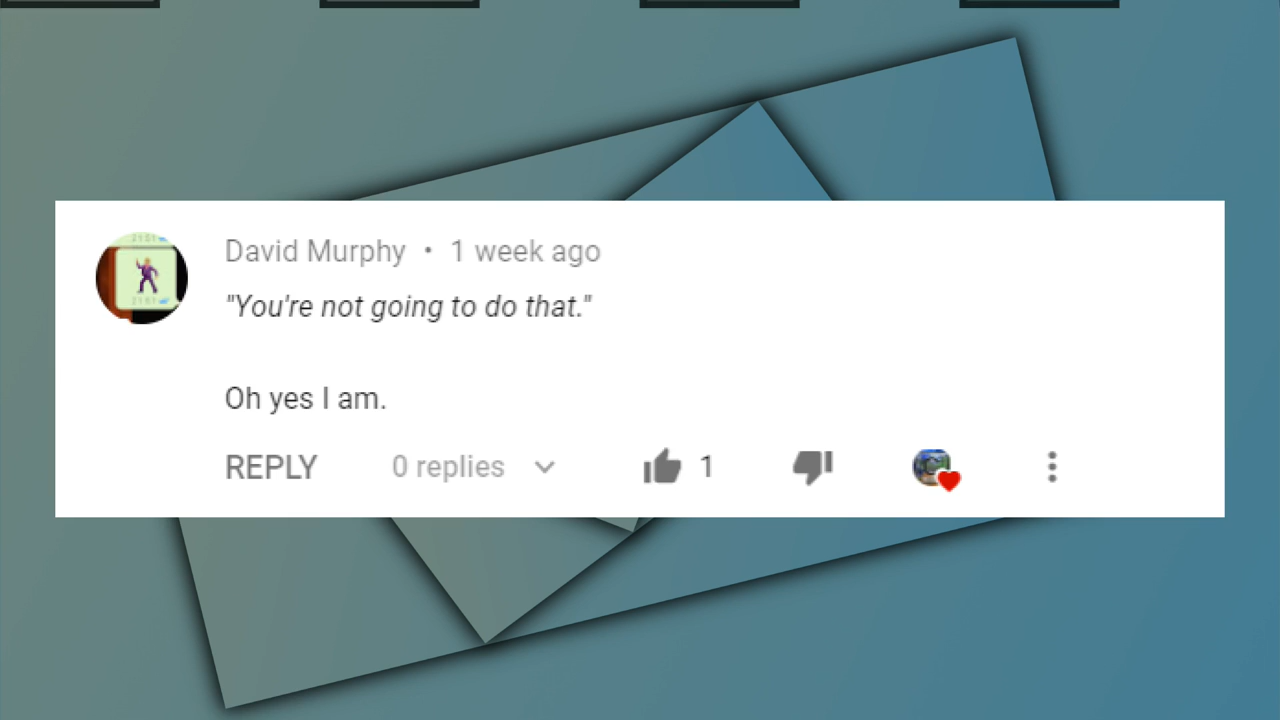 David Murphy • 1 week ago
"You're not going to do that."
Oh yes I am.
REPLY 0 replies 1